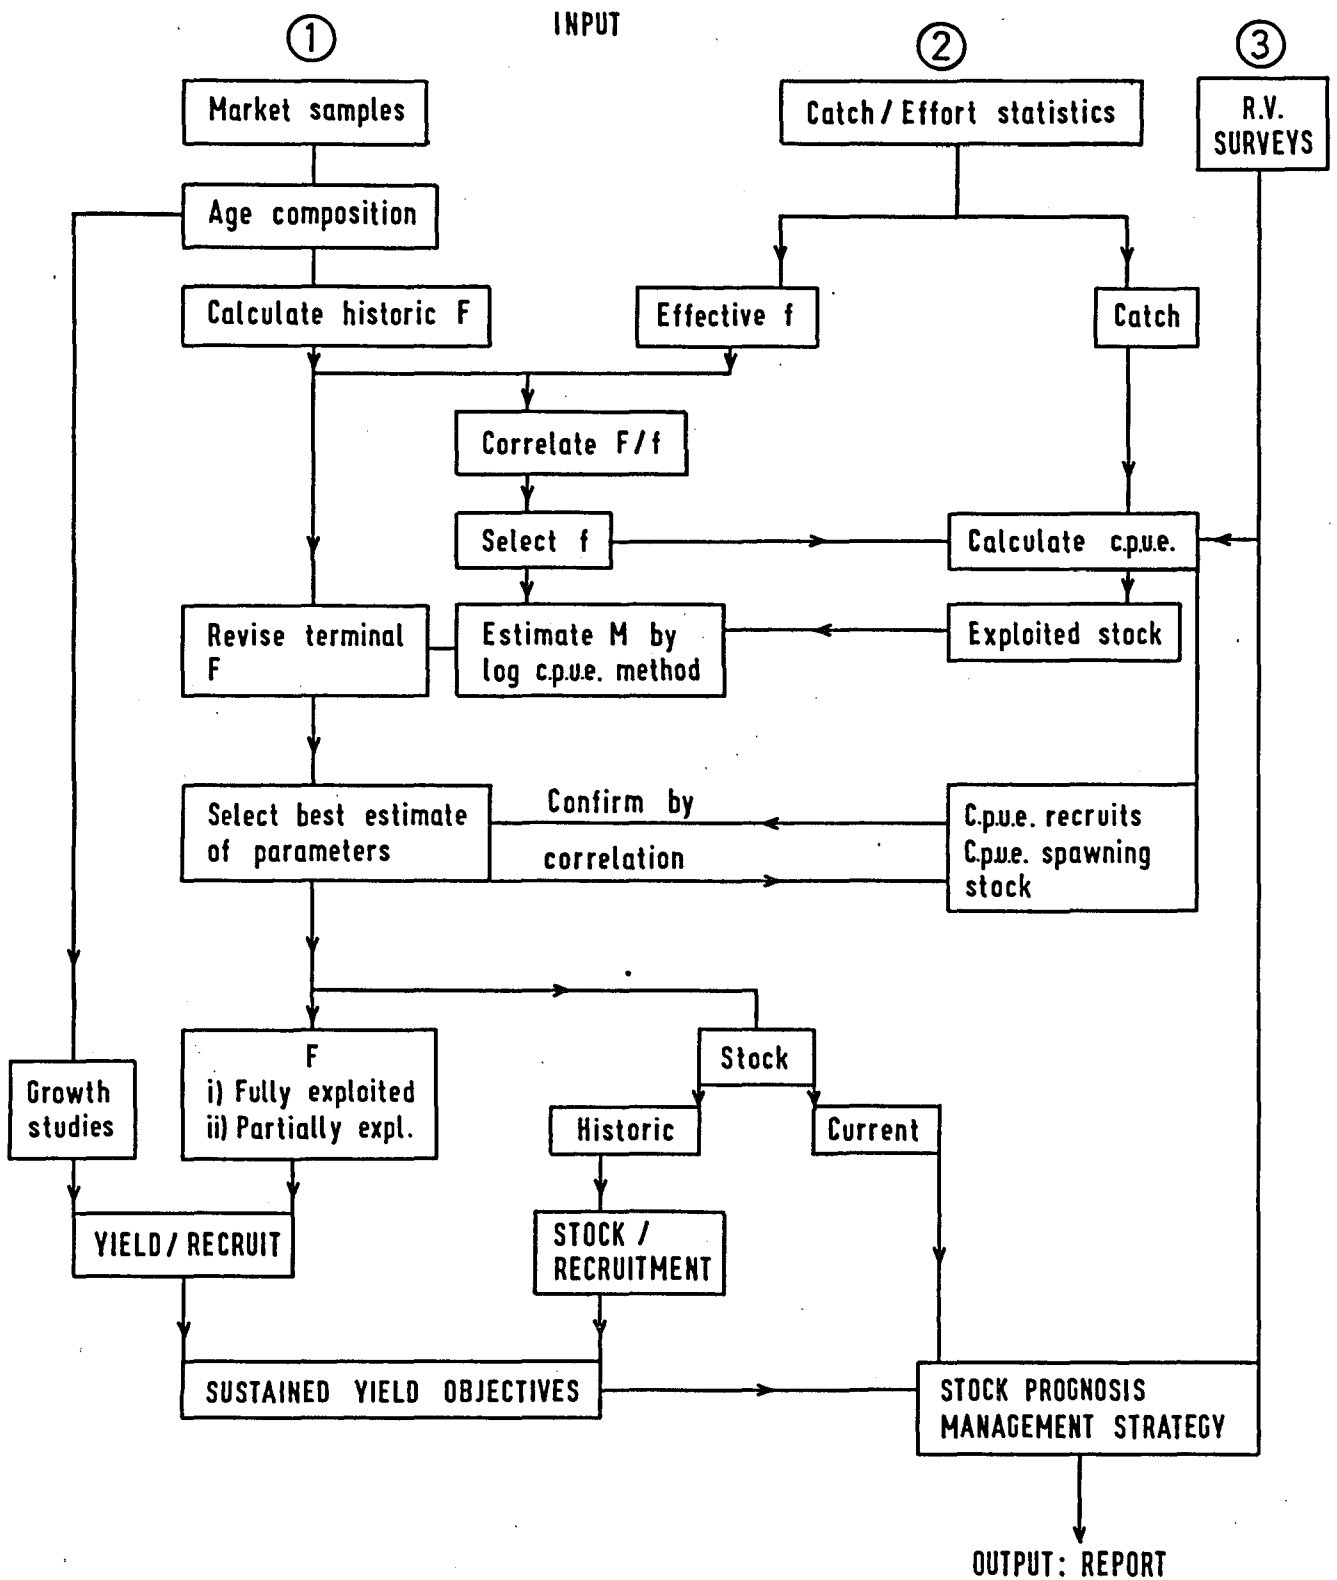 INPUT
1
2
3
Market samples
Catch / Effort statistics
R.V.
SURVEYS
Age composition
Calculate historic F
Effective f
Catch
Correlate F/f
Select f
Calculate c.p.u.e.
Revise terminal
F
Estimate M by
log c.p.u.e. method
Exploited stock
Select best estimate
of parameters
Confirm by
correlation
C.p.u.e. recruits
C.p.u.e. spawning
stock
Growth
studies
F
i) Fully exploited
ii) Partially expl.
Stock
Historic
Current
YIELD / RECRUIT
STOCK /
RECRUITMENT
SUSTAINED YIELD OBJECTIVES
STOCK PROGNOSIS
MANAGEMENT STRATEGY
OUTPUT: REPORT